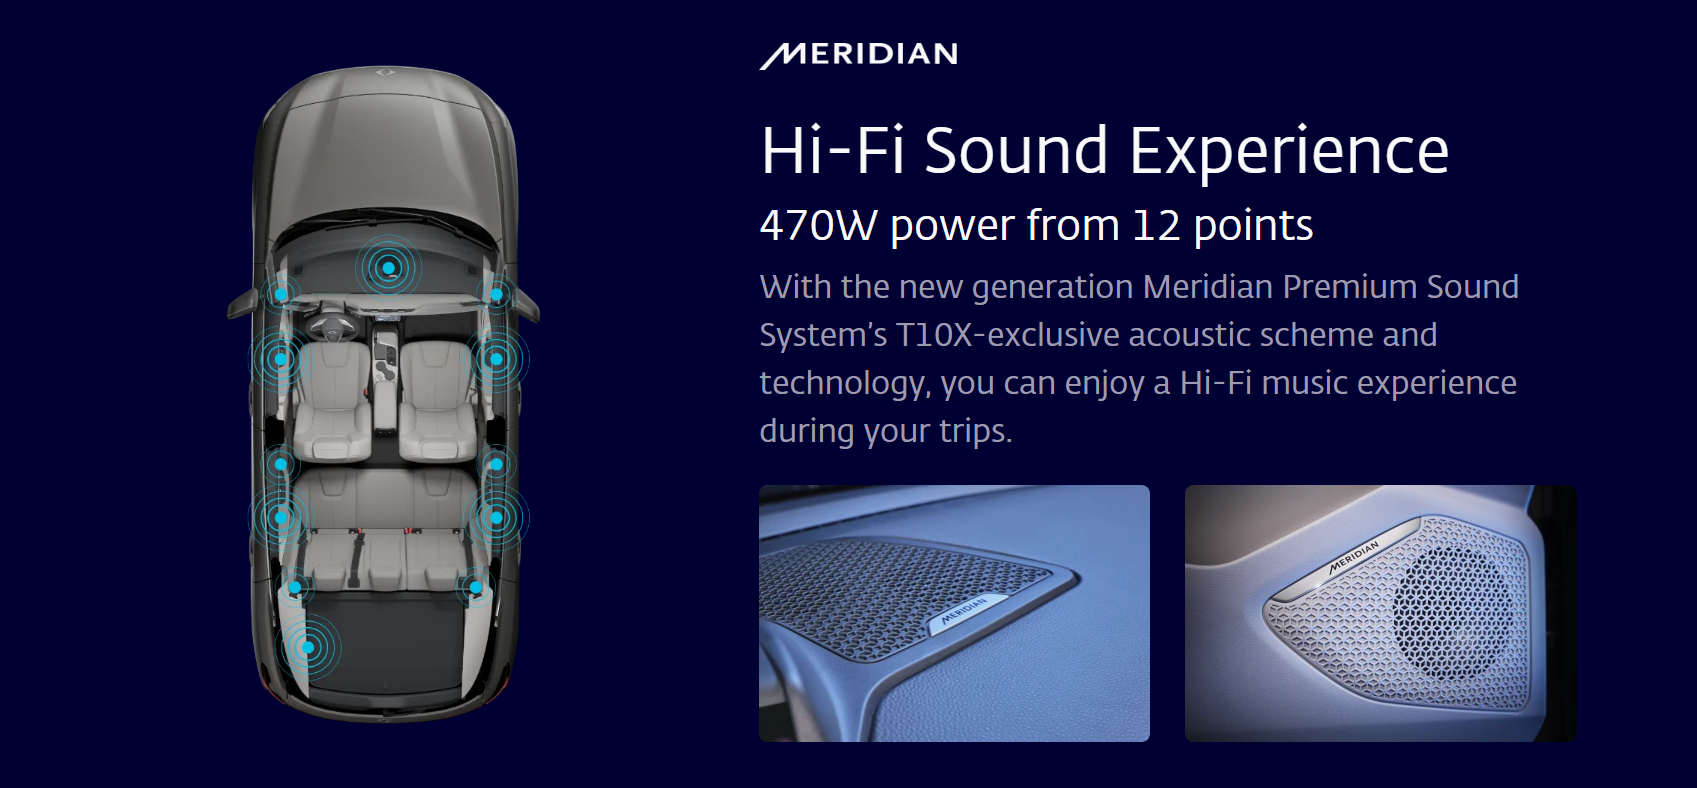 MERIDIAN
Hi-Fi Sound Experience
470W power from 12 points
With the new generation Meridian Premium Sound
System's T10X-exclusive acoustic scheme and
technology, you can enjoy a Hi-Fi music experience
during your trips.
MERIDIAN
MERIDIAN